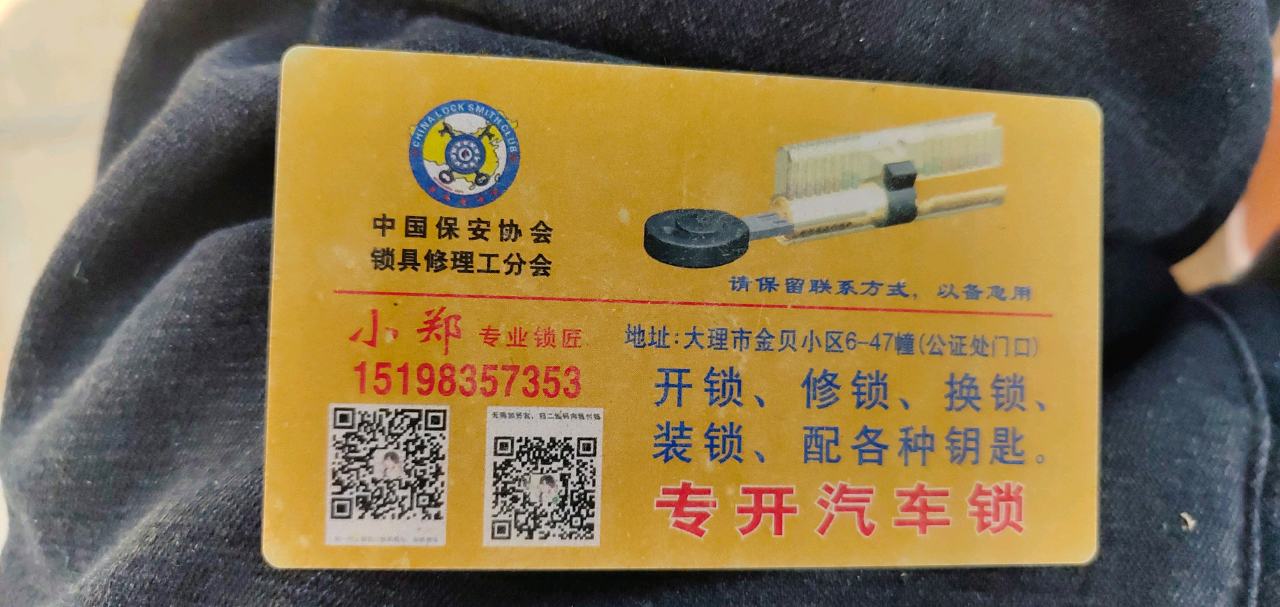 CHINA LOCK SMITH CLUB
中国保安协会
锁具修理工分会
请保留联系方式，以备急用
小郑 专业锁匠
15198357353
地址:大理市金贝小区6-47幢(公证处门口)
开锁、修锁、换锁、
装锁、配各种钥匙。
专开汽车锁